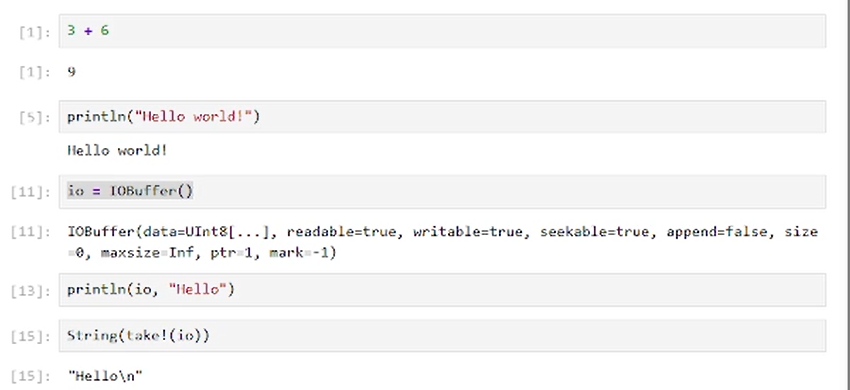 [1]: 3 + 6
[1]: 9
[5]: println("Hello world!")
Hello world!
[11]: io = IOBuffer()
[11]: IOBuffer(data=UInt8[...], readable=true, writable=true, seekable=true, append=false, size
=0, maxsize=Inf, ptr=1, mark=-1)
[13]: println(io, "Hello")
[15]: String(take!(io))
[15]: "Hello\n"